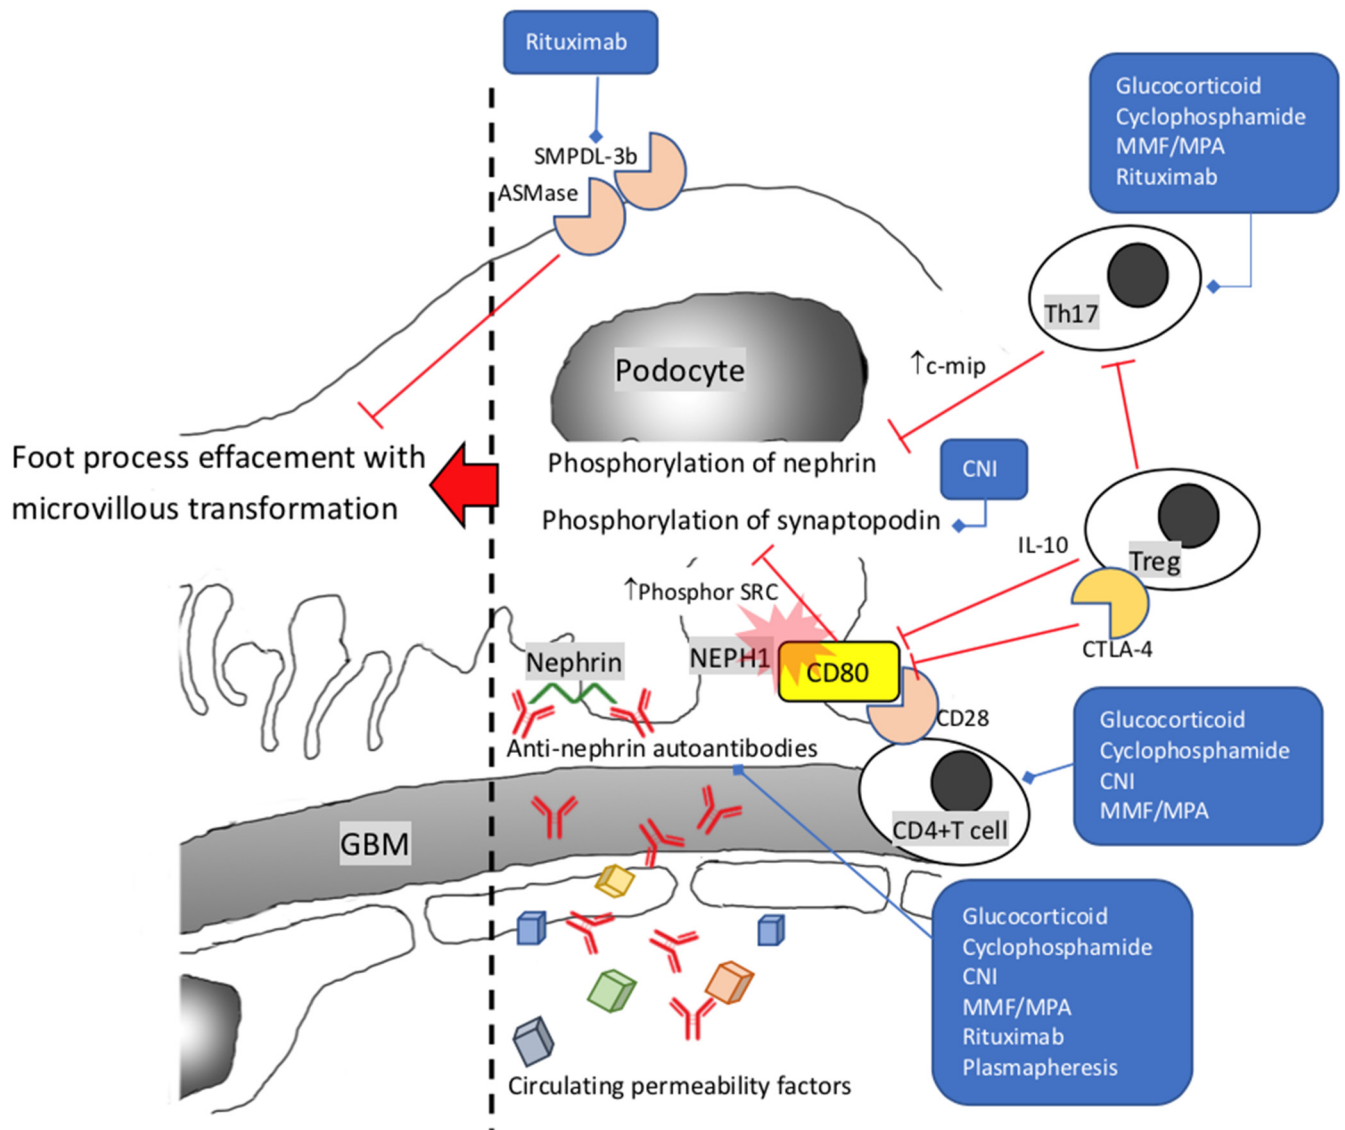 Rituximab
Glucocorticoid
Cyclophosphamide
MMF/MPA
Rituximab
SMPDL-3b
ASMase
Th17
Podocyte
↑c-mip
Foot process effacement with
microvillous transformation
Phosphorylation of nephrin
CNI
Phosphorylation of synaptopodin
IL-10
Treg
↑Phosphor SRC
CTLA-4
Nephrin
NEPH1
CD80
CD28
Glucocorticoid
Cyclophosphamide
CNI
MMF/MPA
Anti-nephrin autoantibodies
GBM
CD4+T cell
Glucocorticoid
Cyclophosphamide
CNI
MMF/MPA
Rituximab
Plasmapheresis
Circulating permeability factors